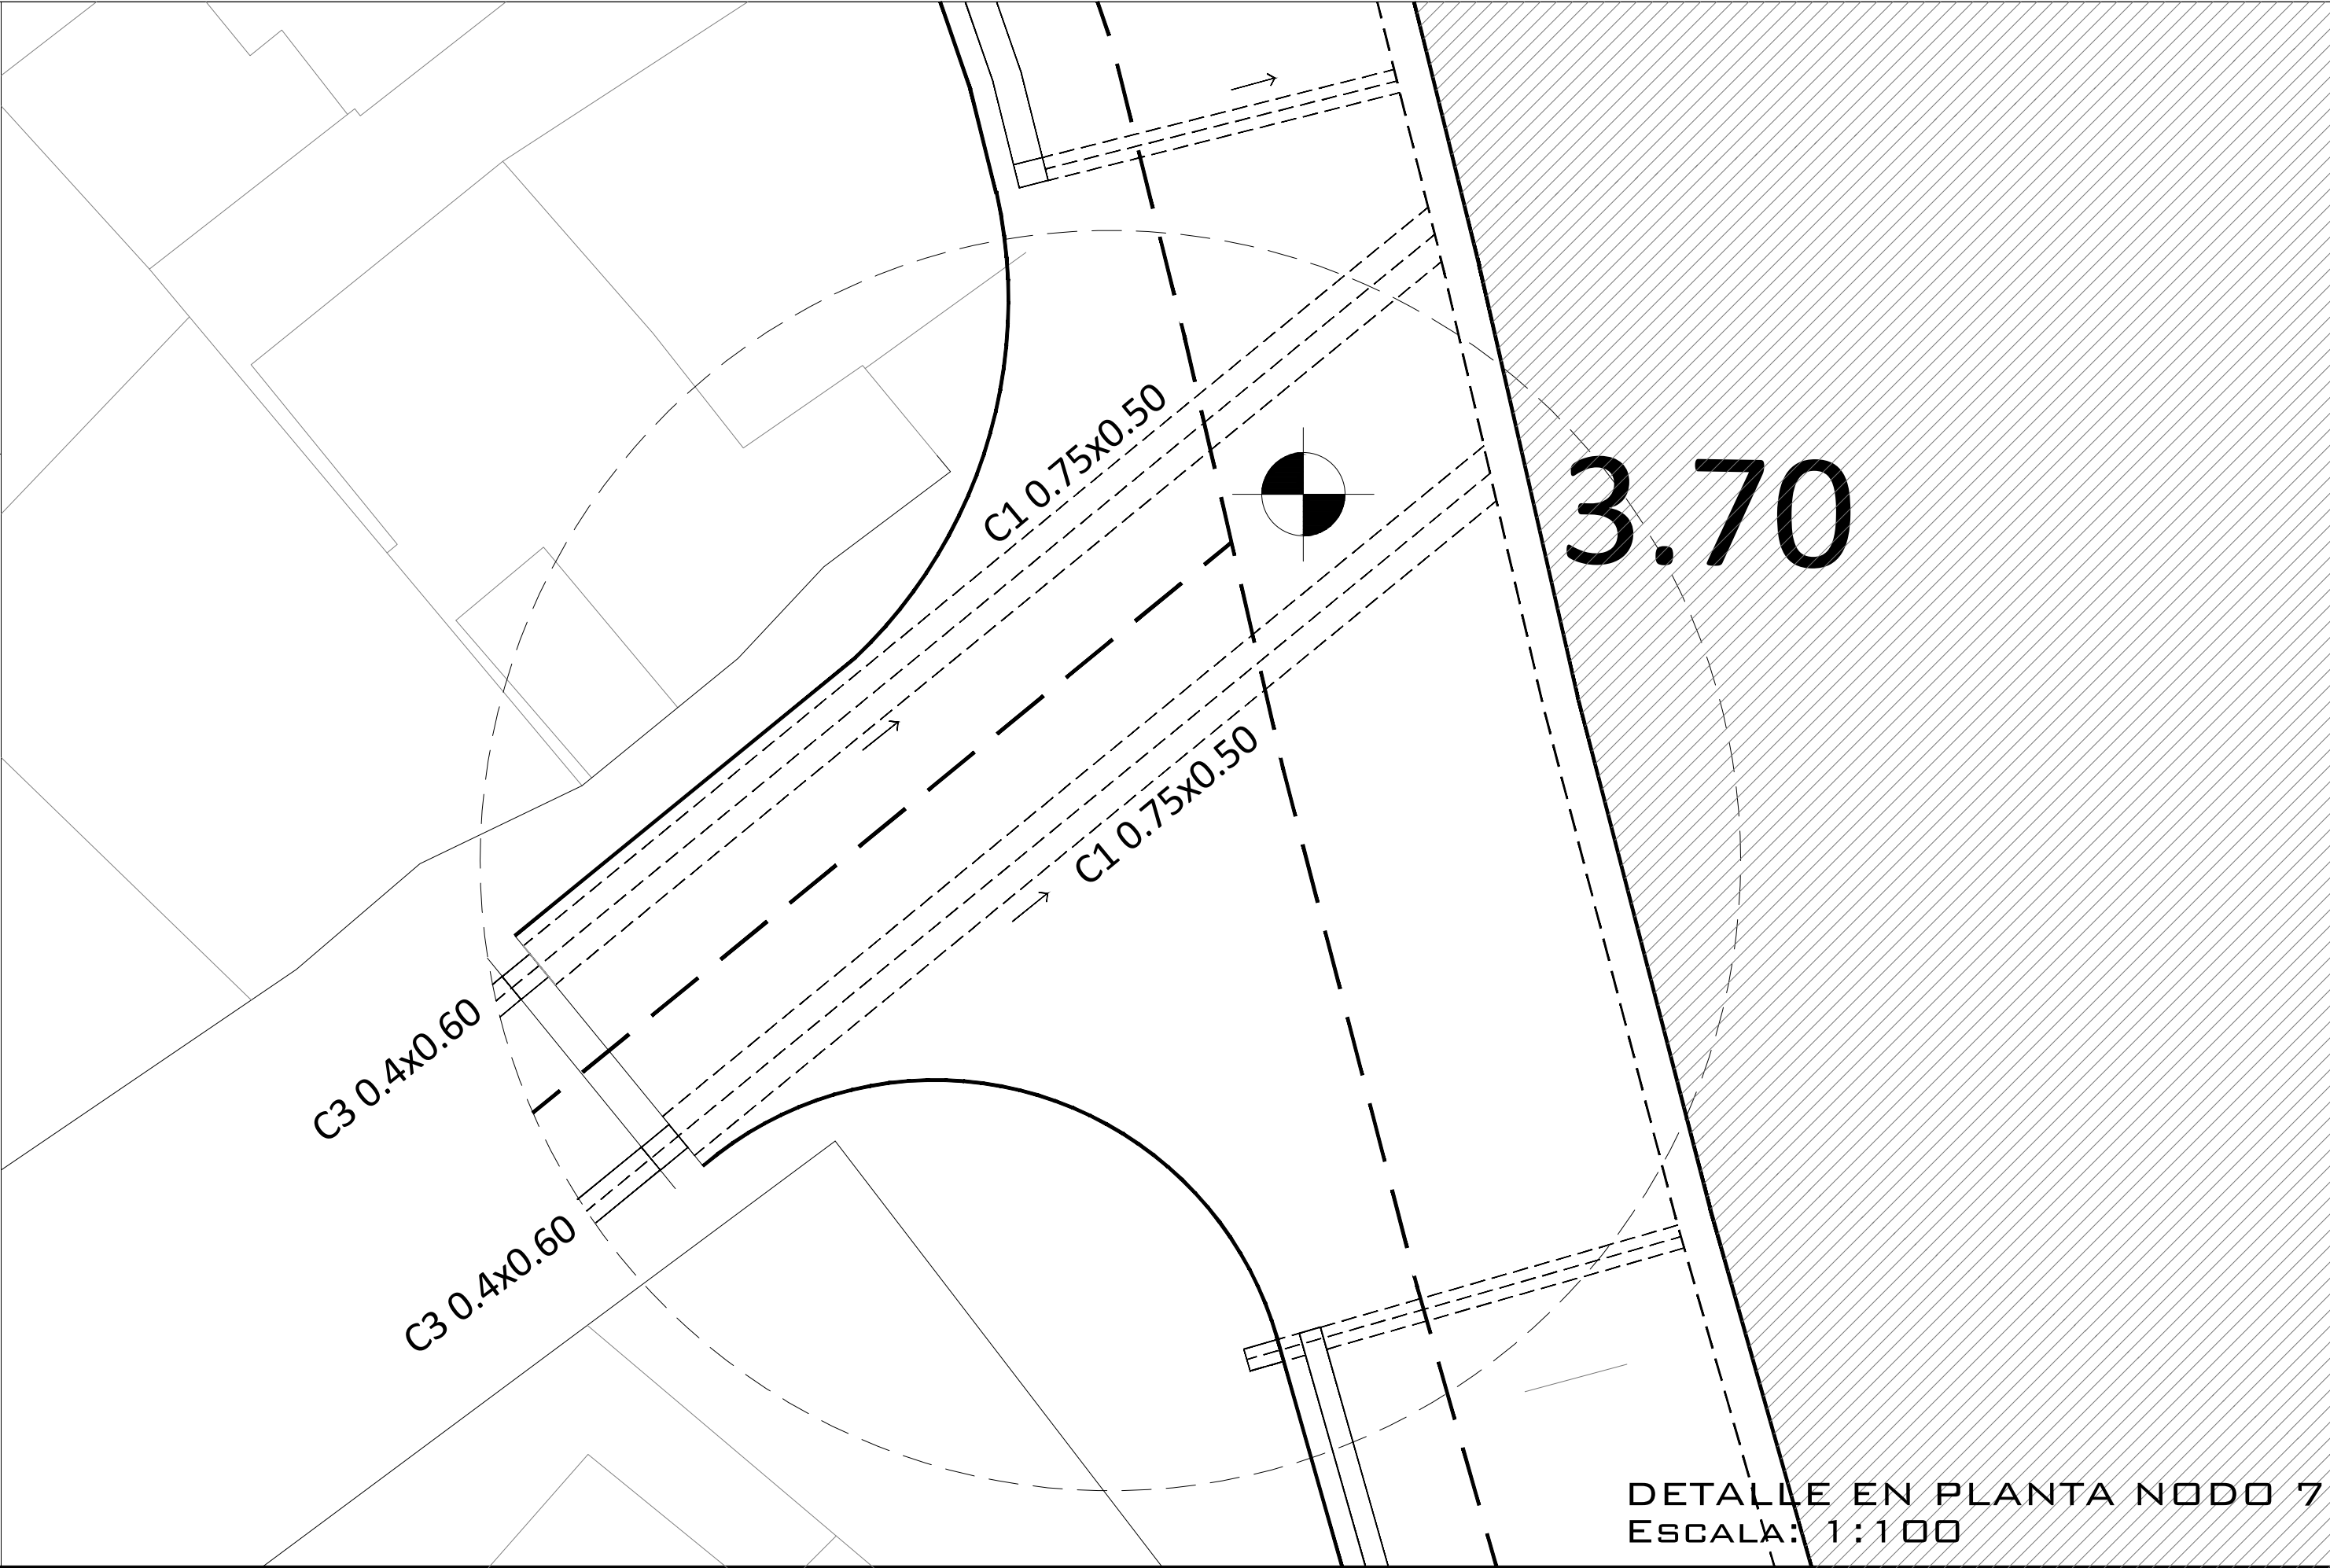 C1 0.75x0.50
3.70
C1 0.75x0.50
C3 0.4x0.60
C3 0.4x0.60
DETALLE EN PLANTA NODO 7
ESCALA: 1:100